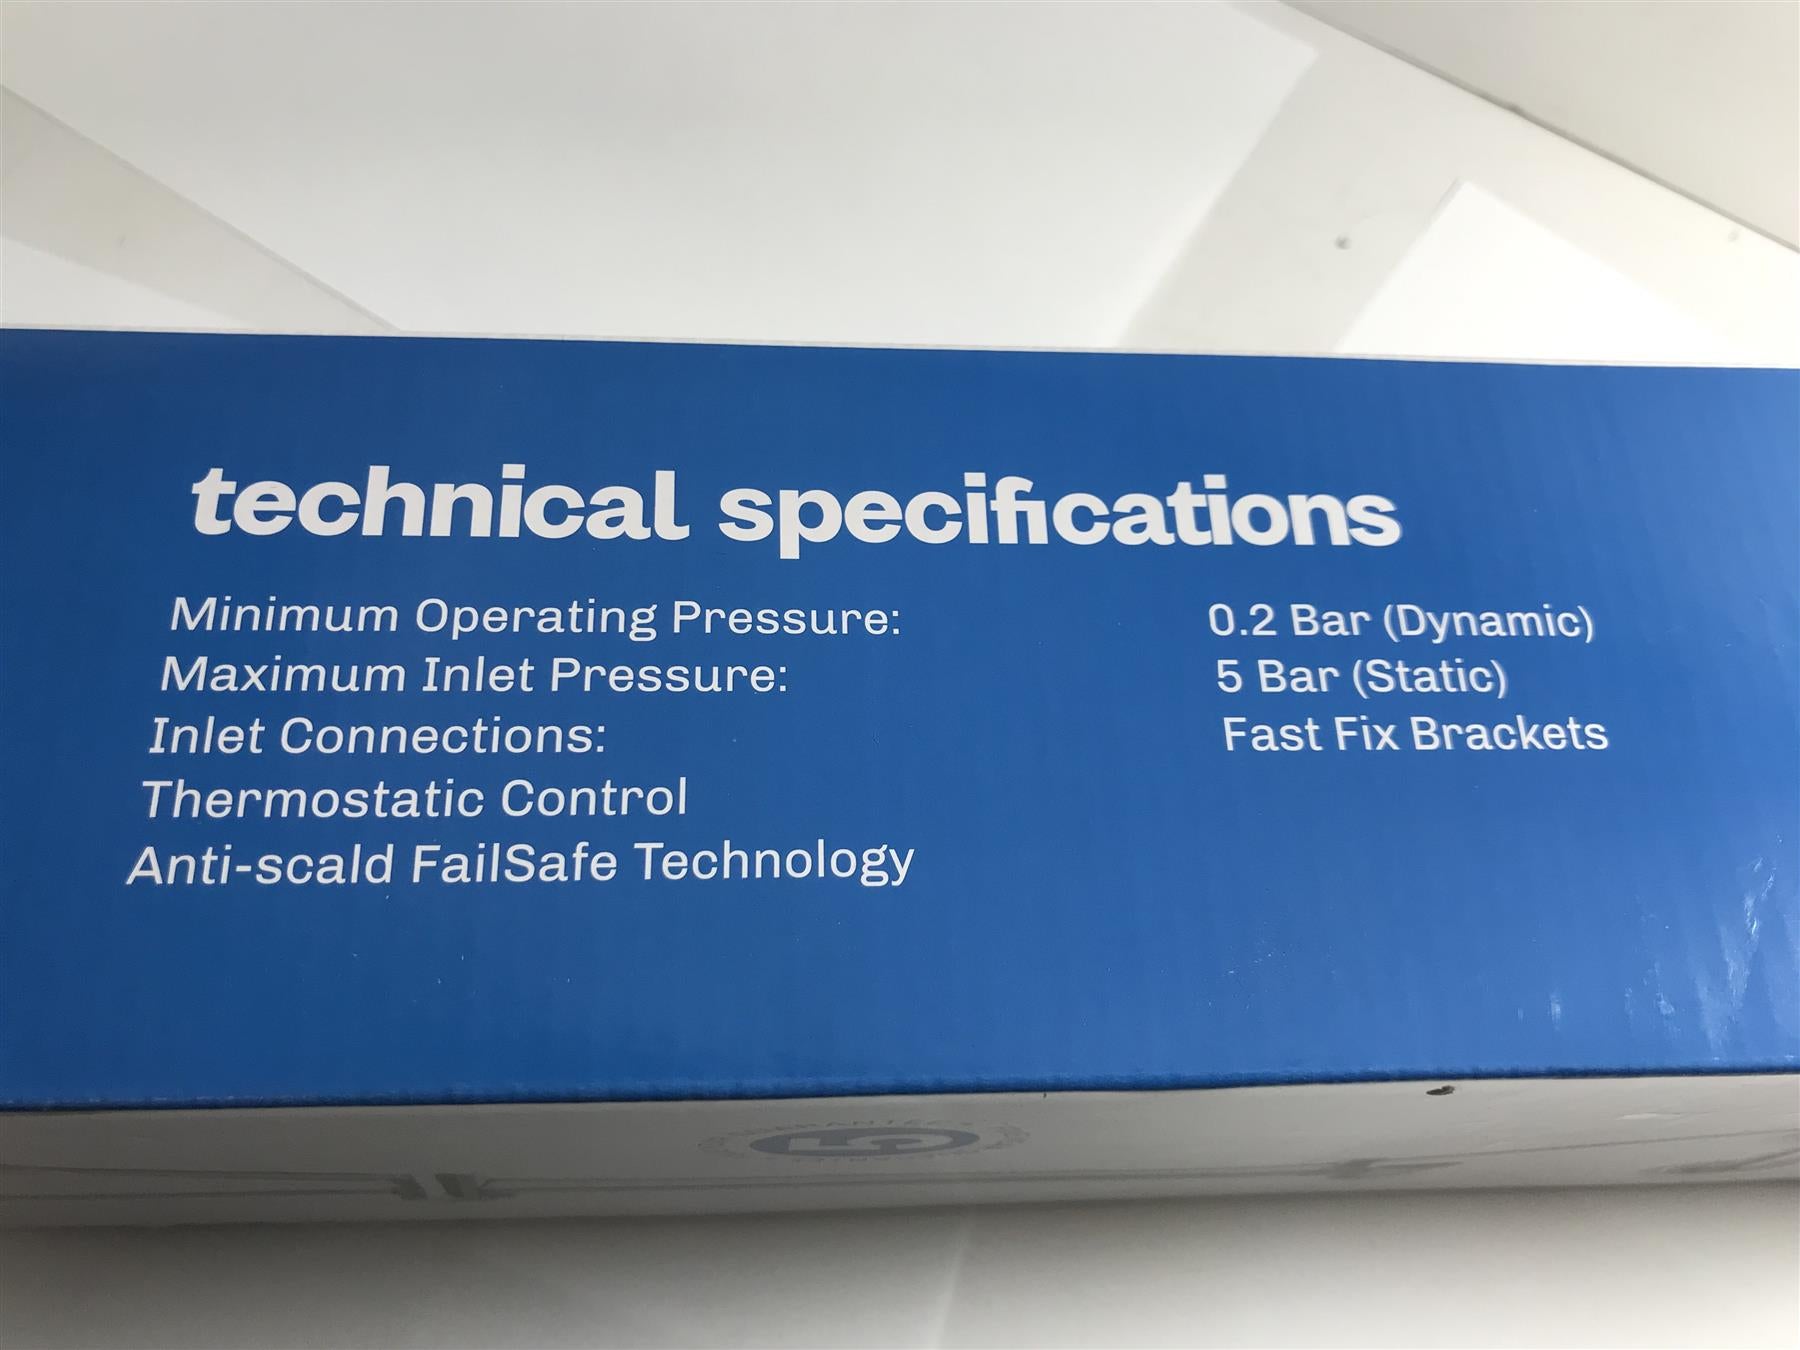 technical specifications
Minimum Operating Pressure: 0.2 Bar (Dynamic)
Maximum Inlet Pressure: 5 Bar (Static)
Inlet Connections: Fast Fix Brackets
Thermostatic Control
Anti-scald FailSafe Technology
5